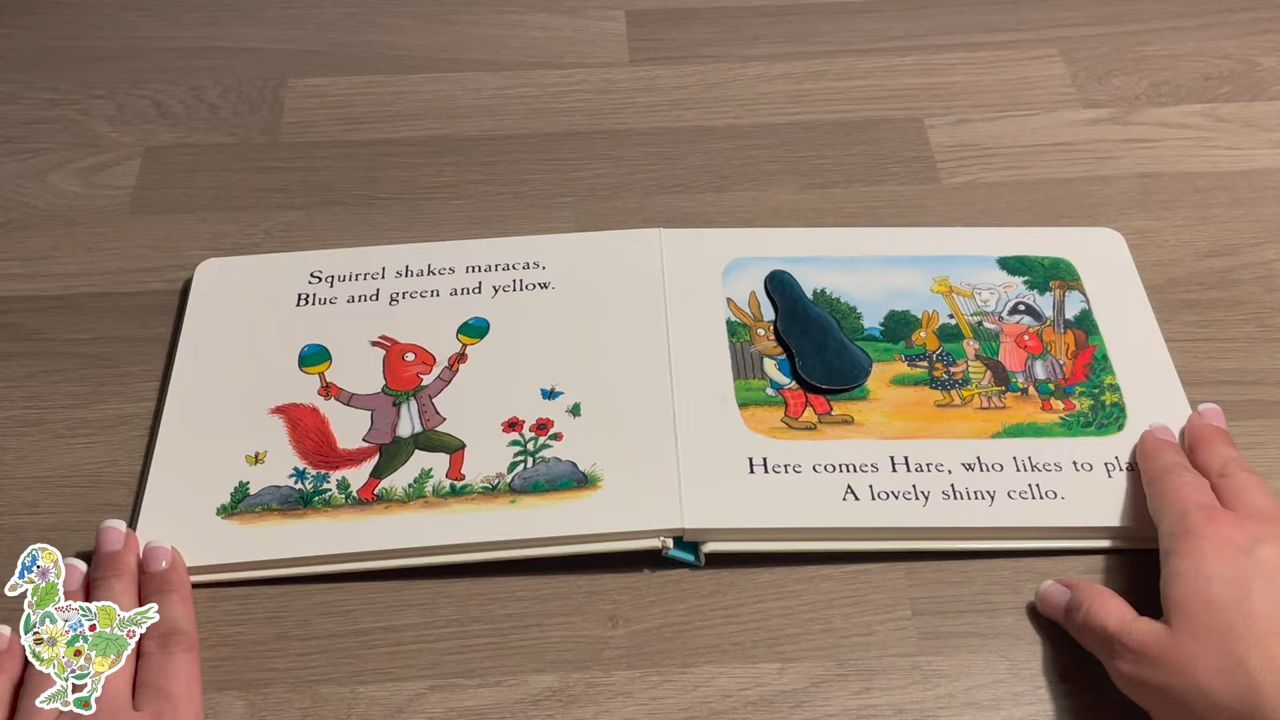 Squirrel shakes maracas,
Blue and green and yellow.
Here comes Hare, who likes to pla
A lovely shiny cello.